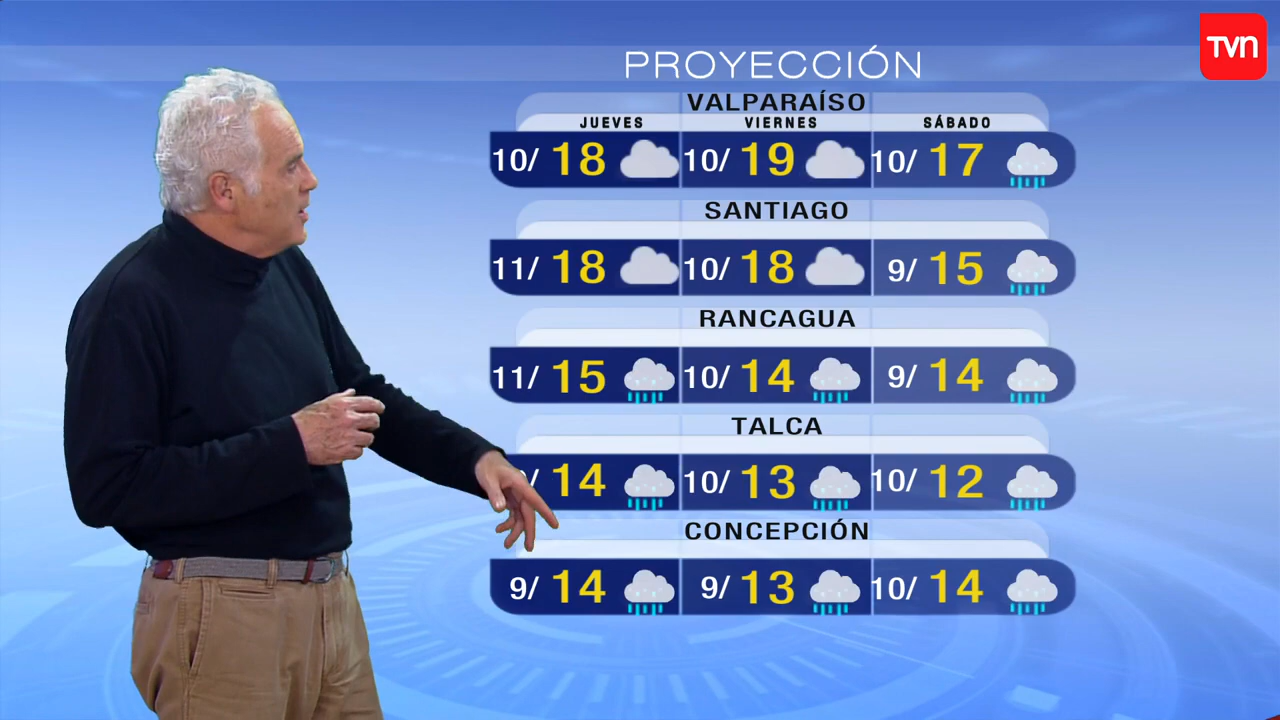 TVN
PROYECCIÓN
VALPARAÍSO
JUEVES VIERNES SÁBADO
10/ 18 10/ 19 10/ 17
SANTIAGO
11/ 18 10/ 18 9/ 15
RANCAGUA
11/ 15 10/ 14 9/ 14
TALCA
/ 14 10/ 13 10/ 12
CONCEPCIÓN
9/ 14 9/ 13 10/ 14